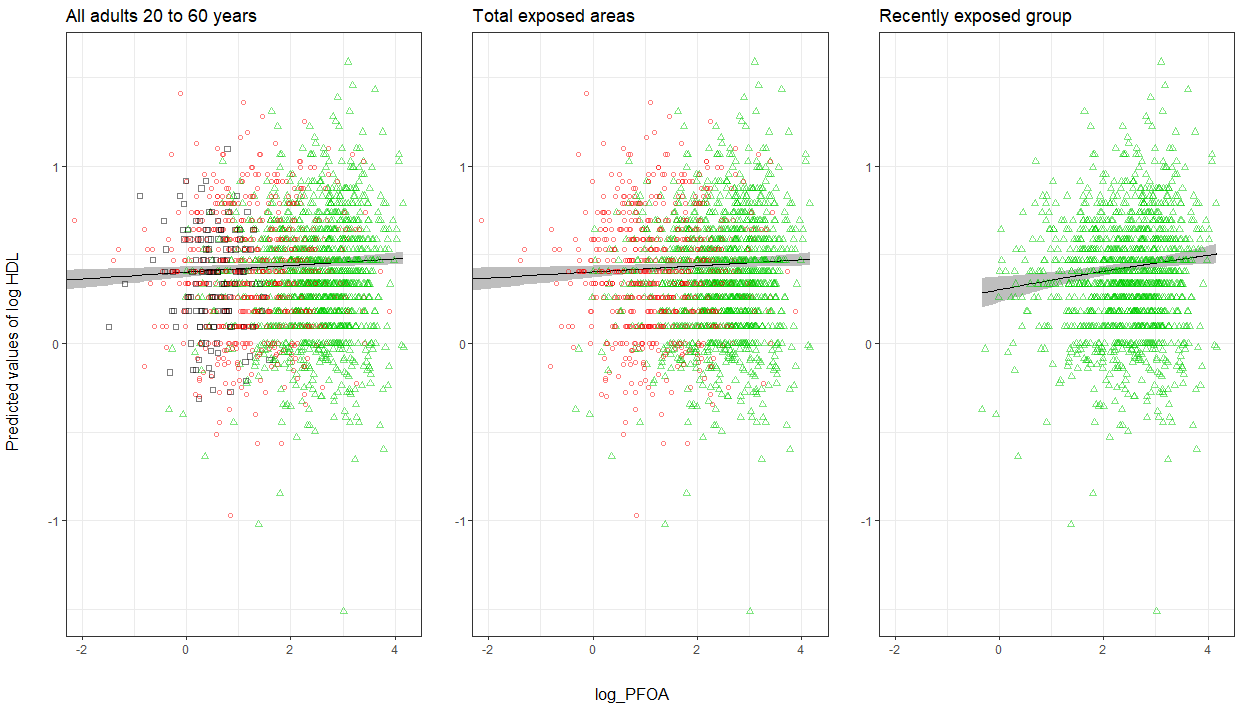 All adults 20 to 60 years
Total exposed areas
Recently exposed group
Predicted values of log HDL
1
0
-1
1
0
-1
1
0
-1
-2 0 2 4
-2 0 2 4
-2 0 2 4
log_PFOA